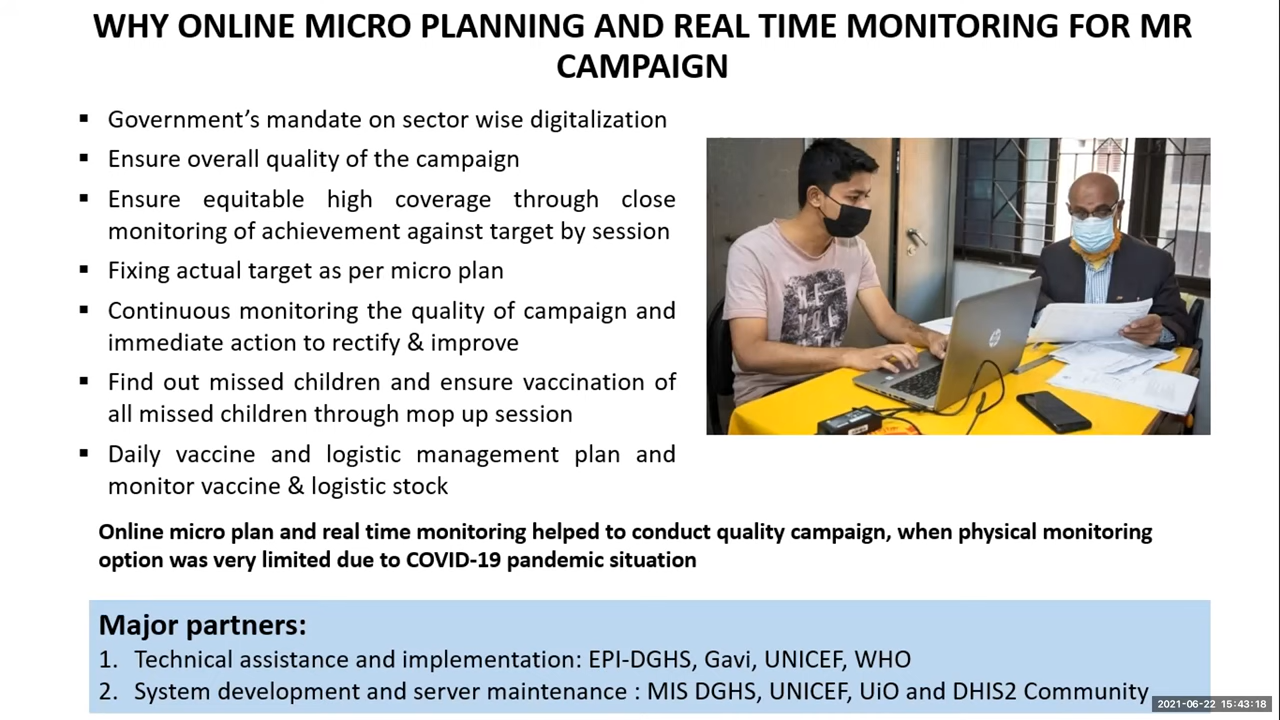 WHY ONLINE MICRO PLANNING AND REAL TIME MONITORING FOR MR
CAMPAIGN
▪ Government’s mandate on sector wise digitalization
▪ Ensure overall quality of the campaign
▪ Ensure equitable high coverage through close
monitoring of achievement against target by session
▪ Fixing actual target as per micro plan
▪ Continuous monitoring the quality of campaign and
immediate action to rectify & improve
▪ Find out missed children and ensure vaccination of
all missed children through mop up session
▪ Daily vaccine and logistic management plan and
monitor vaccine & logistic stock
hp
Online micro plan and real time monitoring helped to conduct quality campaign, when physical monitoring
option was very limited due to COVID-19 pandemic situation
Major partners:
1. Technical assistance and implementation: EPI-DGHS, Gavi, UNICEF, WHO
2. System development and server maintenance : MIS DGHS, UNICEF, UiO and DHIS2 Community
2021-06-22 15:43:18